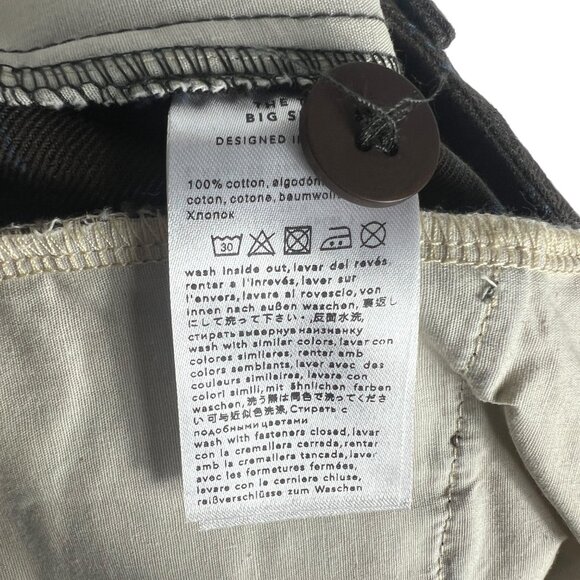 THE
BIG
DESIGNED
100% cotton,
coton, cotone,
Хлопок
30
wash inside out, lavar del revés,
rentar a l'inrevés, laver sur
l'envers, lavare al rovescio, von
innen nach außen waschen, 裏返し
にして洗って下さい, 反面水洗,
стирать вывернув наизнанку
wash with similar colors, lavar con
colores similares, rentar amb
colors semblants, laver avec des
couleurs similaires, lavare con
colori simili, mit ähnlichen farben
waschen, 洗う際は同色で洗ってくださ
い 可与近似色洗涤, Стирать с
подобными цветами
wash with fasteners closed, lavar
con la cremallera cerrada, rentar
amb la cremallera tancada, laver
avec les fermetures fermées,
lavare con le cerniere chiuse,
reißverschlüsse zum Waschen